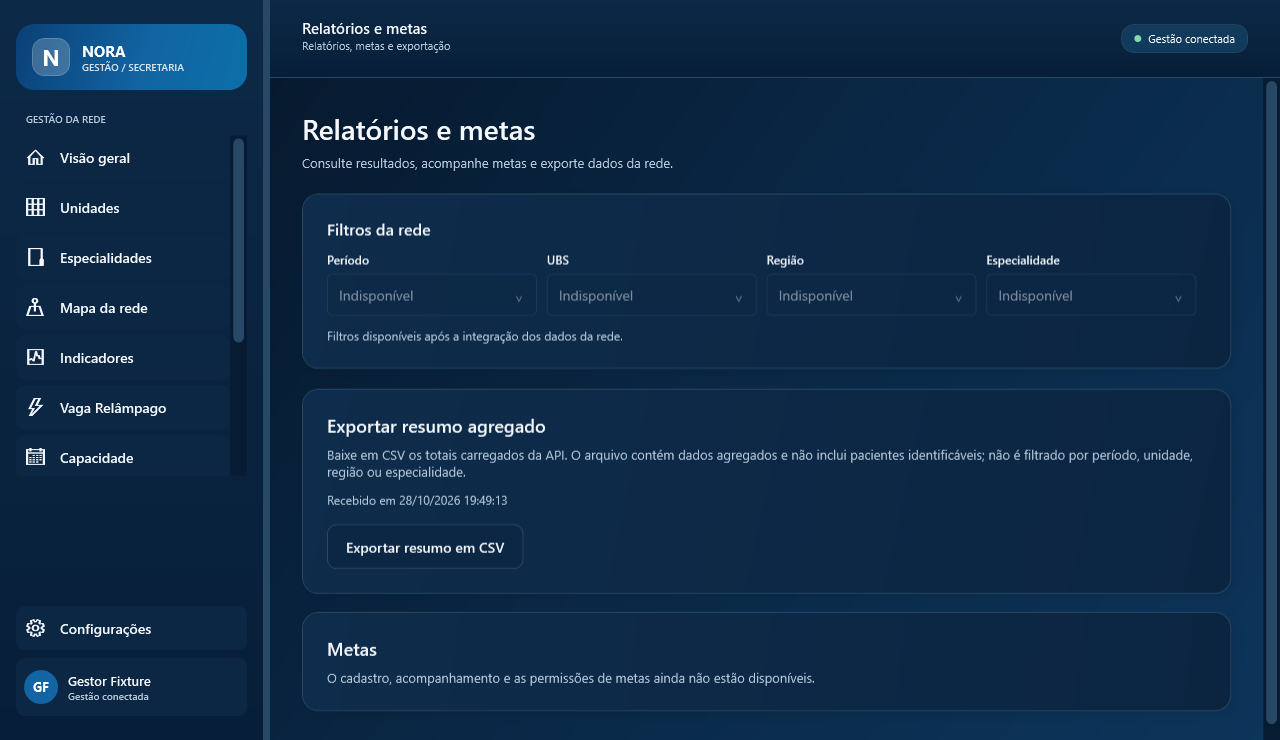 N
NORA
GESTÃO / SECRETARIA
GESTÃO DA REDE
Visão geral
Unidades
Especialidades
Mapa da rede
Indicadores
Vaga Relâmpago
Capacidade
Configurações
GF
Gestor Fixture
Gestão conectada
Relatórios e metas
Relatórios, metas e exportação
Gestão conectada
Relatórios e metas
Consulte resultados, acompanhe metas e exporte dados da rede.
Filtros da rede
Período
UBS
Região
Especialidade
Indisponível
Indisponível
Indisponível
Indisponível
Filtros disponíveis após a integração dos dados da rede.
Exportar resumo agregado
Baixe em CSV os totais carregados da API. O arquivo contém dados agregados e não inclui pacientes identificáveis; não é filtrado por período, unidade,
região ou especialidade.
Recebido em 28/10/2026 19:49:13
Exportar resumo em CSV
Metas
O cadastro, acompanhamento e as permissões de metas ainda não estão disponíveis.